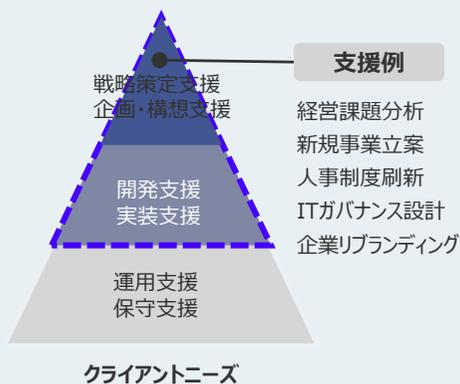 戦略策定支援
企画・構想支援
開発支援
実装支援
運用支援
保守支援
クライアントニーズ
支援例
経営課題分析
新規事業立案
人事制度刷新
ITガバナンス設計
企業リブランディング